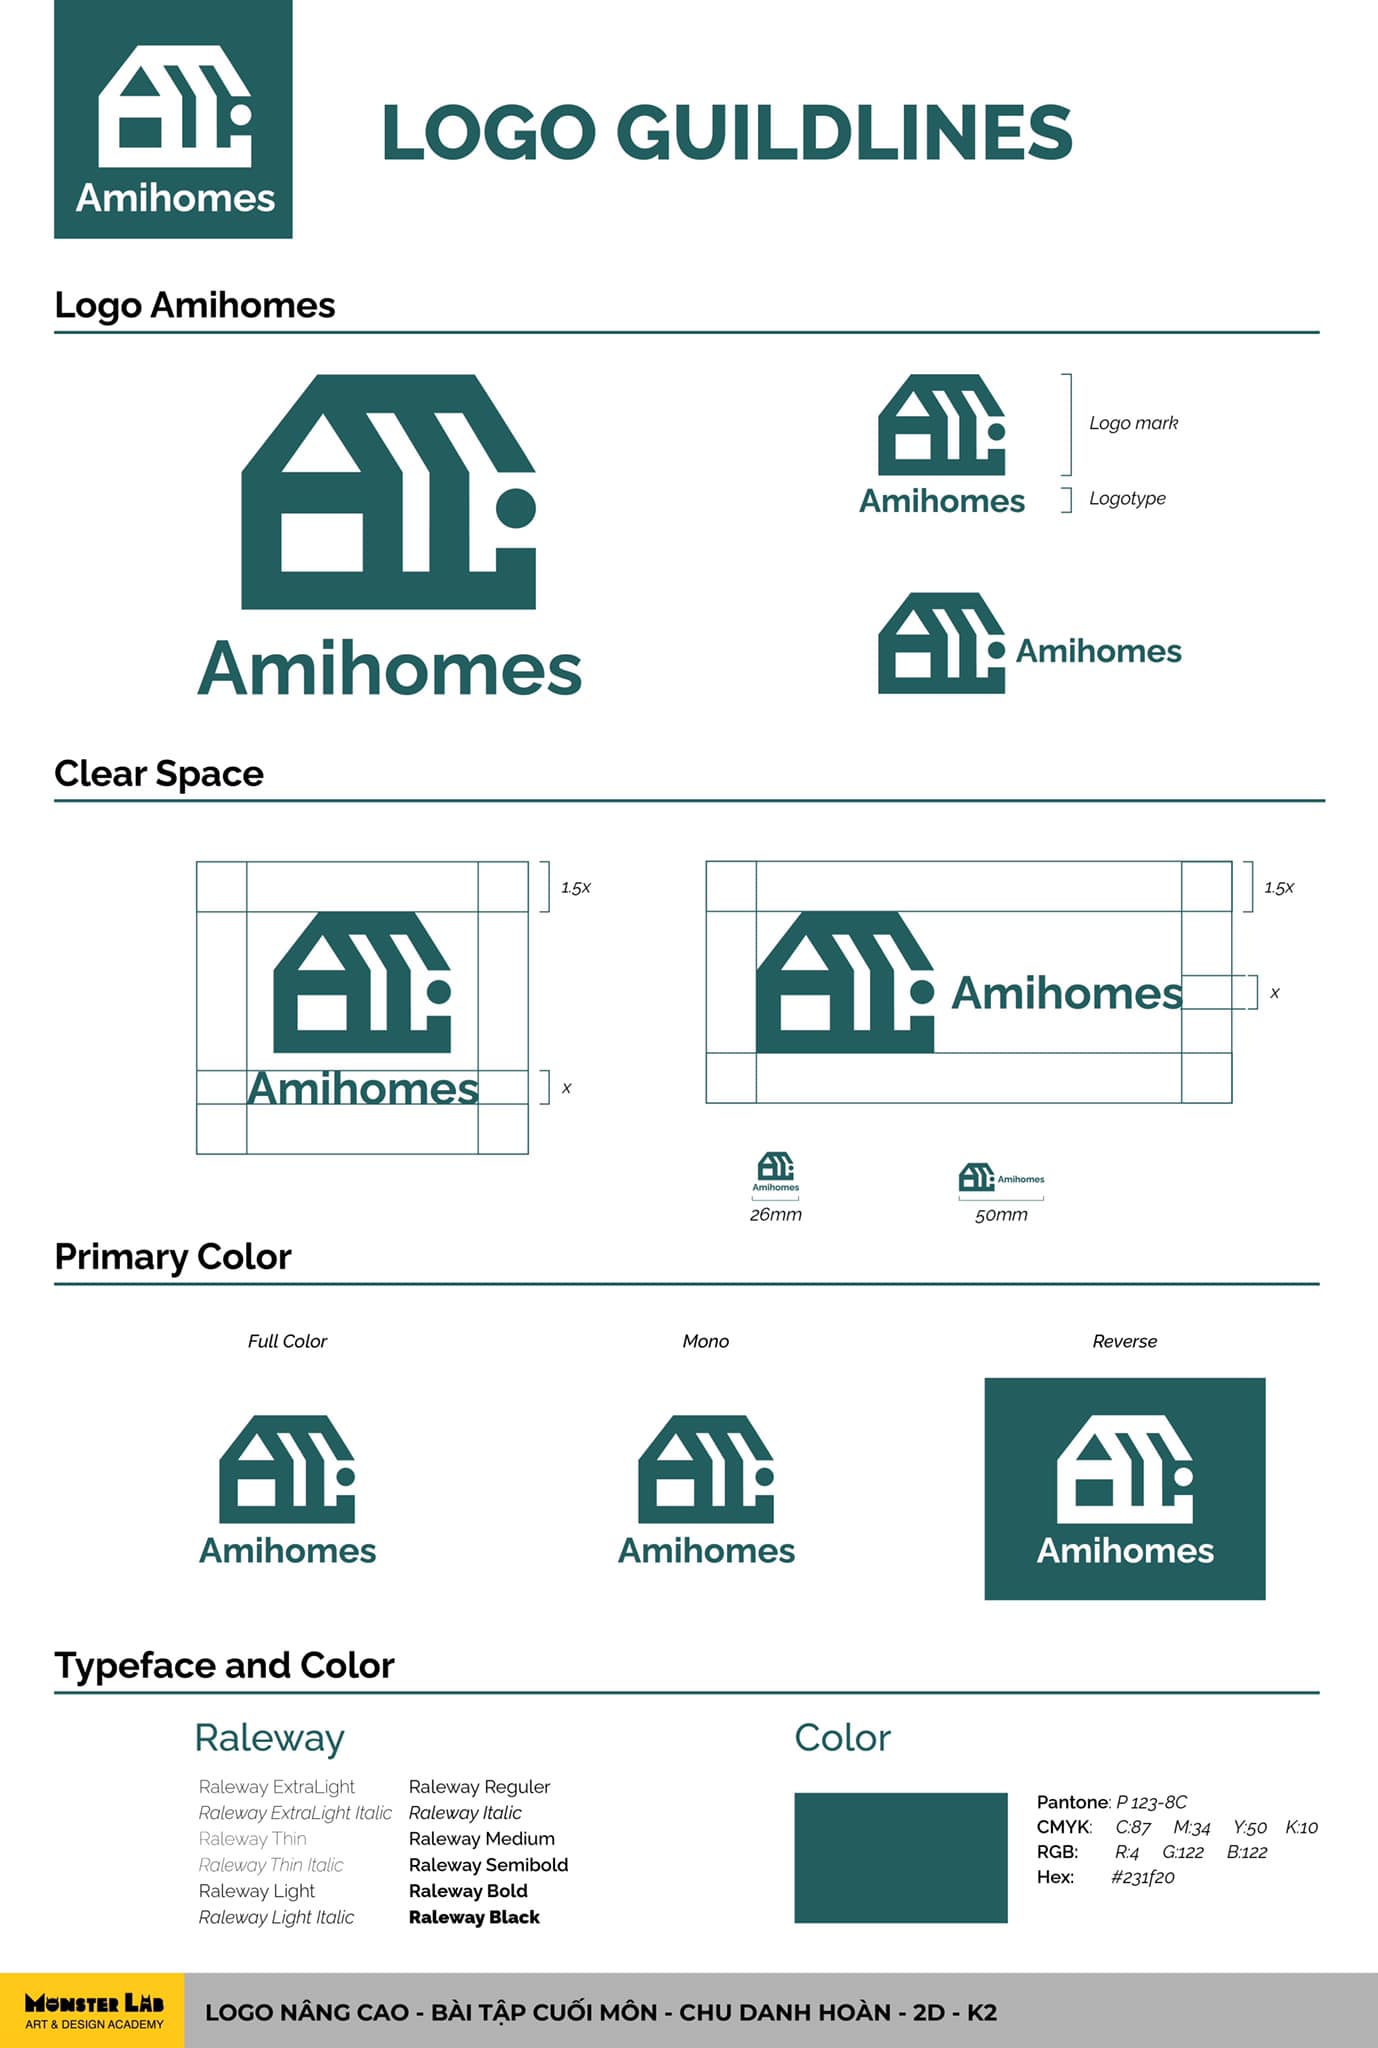 Amihomes
LOGO GUILDLINES
Logo Amihomes
Amihomes
Logo mark
Amihomes
Logotype
Amihomes
Clear Space
1.5x
Amihomes
x
1.5x
Amihomes
x
Amihomes
26mm
Amihomes
50mm
Primary Color
Full Color
Mono
Reverse
Amihomes
Amihomes
Amihomes
Typeface and Color
Raleway
Raleway ExtraLight
Raleway ExtraLight Italic
Raleway Thin
Raleway Thin Italic
Raleway Light
Raleway Light Italic
Raleway Reguler
Raleway Italic
Raleway Medium
Raleway Semibold
Raleway Bold
Raleway Black
Color
Pantone: P 123-8C
CMYK: C:87 M:34 Y:50 K:10
RGB: R:4 G:122 B:122
Hex: #231f20
MONSTER LAB
ART & DESIGN ACADEMY
LOGO NÂNG CAO - BÀI TẬP CUỐI MÔN - CHU DANH HOÀN - 2D - K2